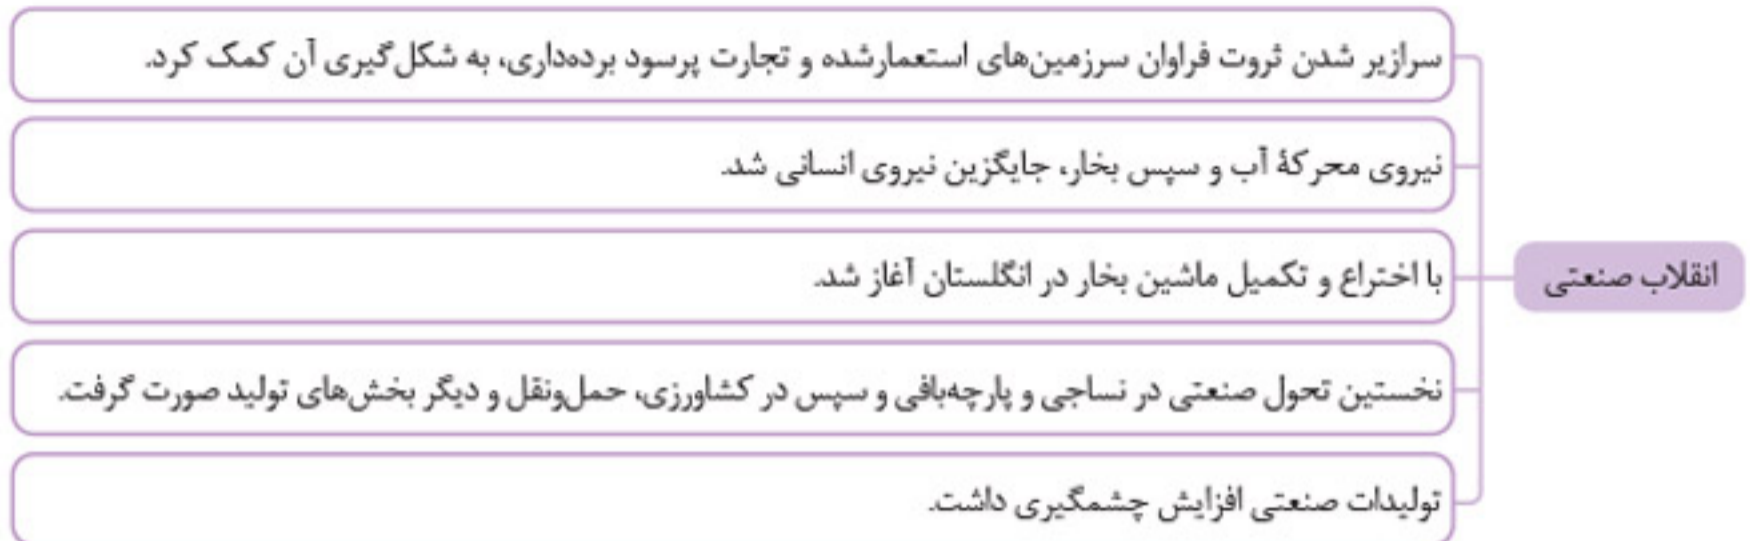 انقلاب صنعتی
سرازیر شدن ثروت فراوان سرزمین‌های استعمارشده و تجارت پرسود برده‌داری، به شکل‌گیری آن کمک کرد.
نیروی محرکهٔ آب و سپس بخار، جایگزین نیروی انسانی شد.
با اختراع و تکمیل ماشین بخار در انگلستان آغاز شد.
نخستین تحول صنعتی در نساجی و پارچه‌بافی و سپس در کشاورزی، حمل‌ونقل و دیگر بخش‌های تولید صورت گرفت.
تولیدات صنعتی افزایش چشمگیری داشت.